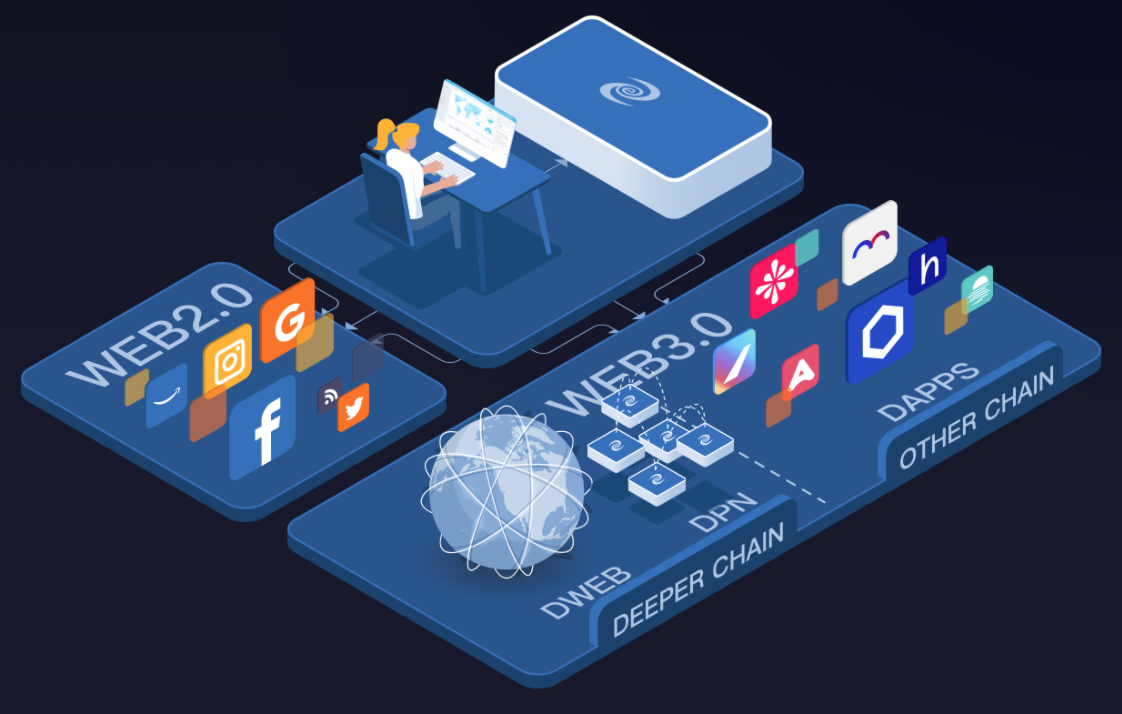 WEB2.0
WEB3.0
DWEB
DPN
DAPPS
DEEPER CHAIN
OTHER CHAIN
G
f
h